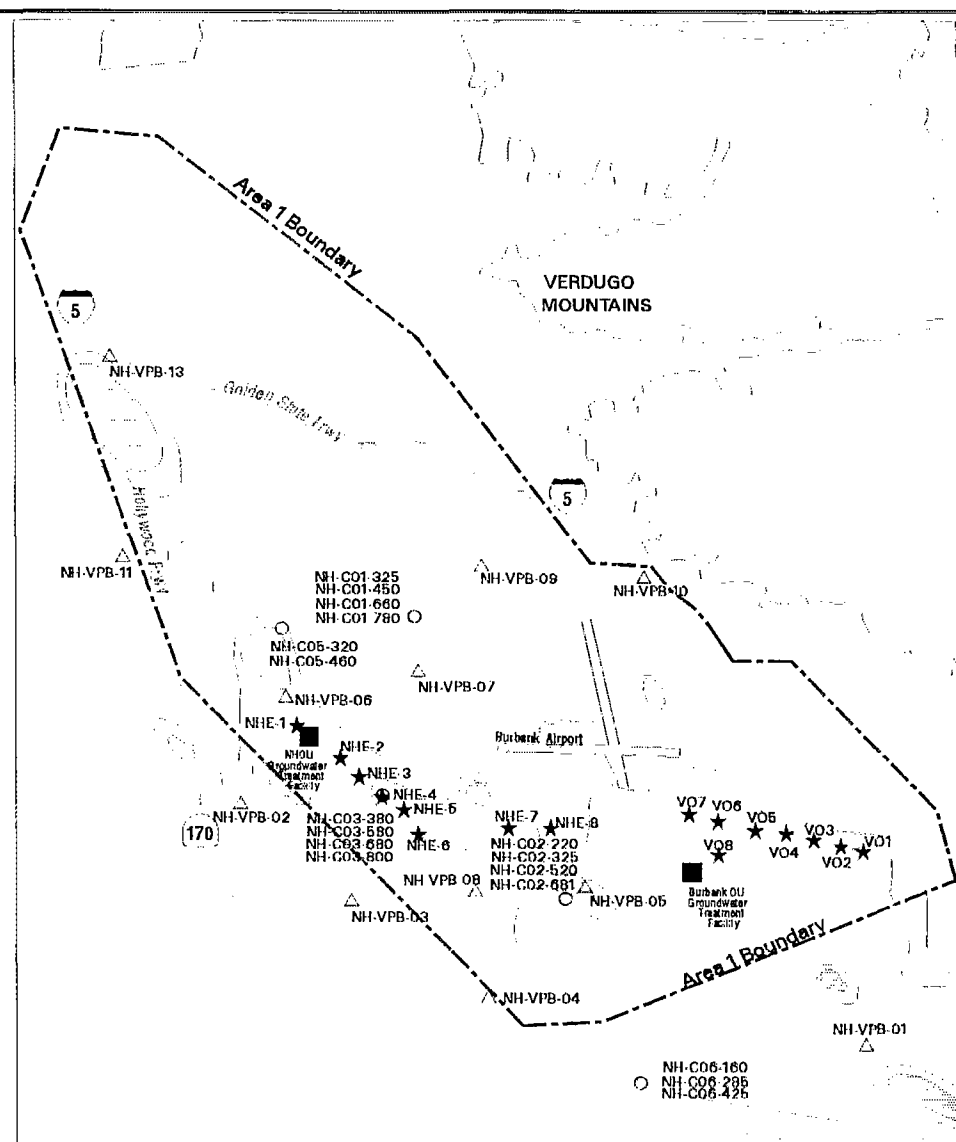 Area 1 Boundary
VERDUGO
MOUNTAINS
5
NH-VPB-13
Golden State Frwy
5
Hollywood Frwy
NH-VPB-11
NH-C01-325
NH-C01-450
NH-C01-660
NH-C01-780
NH-VPB-09
NH-VPB-10
NH-C05-320
NH-C05-460
NH-VPB-07
NH-VPB-06
NHE-1
NHOU
Groundwater
Treatment
Facility
NHE-2
NHE-3
NHE-4
NHE-5
NHE-6
Burbank Airport
NHE-7
NHE-8
VO7
VO6
VO5
VO4
VO3
VO2
VO1
VO8
NH-VPB-02
170
NH-C03-380
NH-C03-580
NH-C03-680
NH-C03-800
NH-C02-220
NH-C02-325
NH-C02-520
NH-C02-681
NH-VPB-08
NH-VPB-05
NH-VPB-03
Burbank OU
Groundwater
Treatment
Facility
Area 1 Boundary
NH-VPB-04
NH-VPB-01
NH-C06-160
NH-C06-285
NH-C06-425